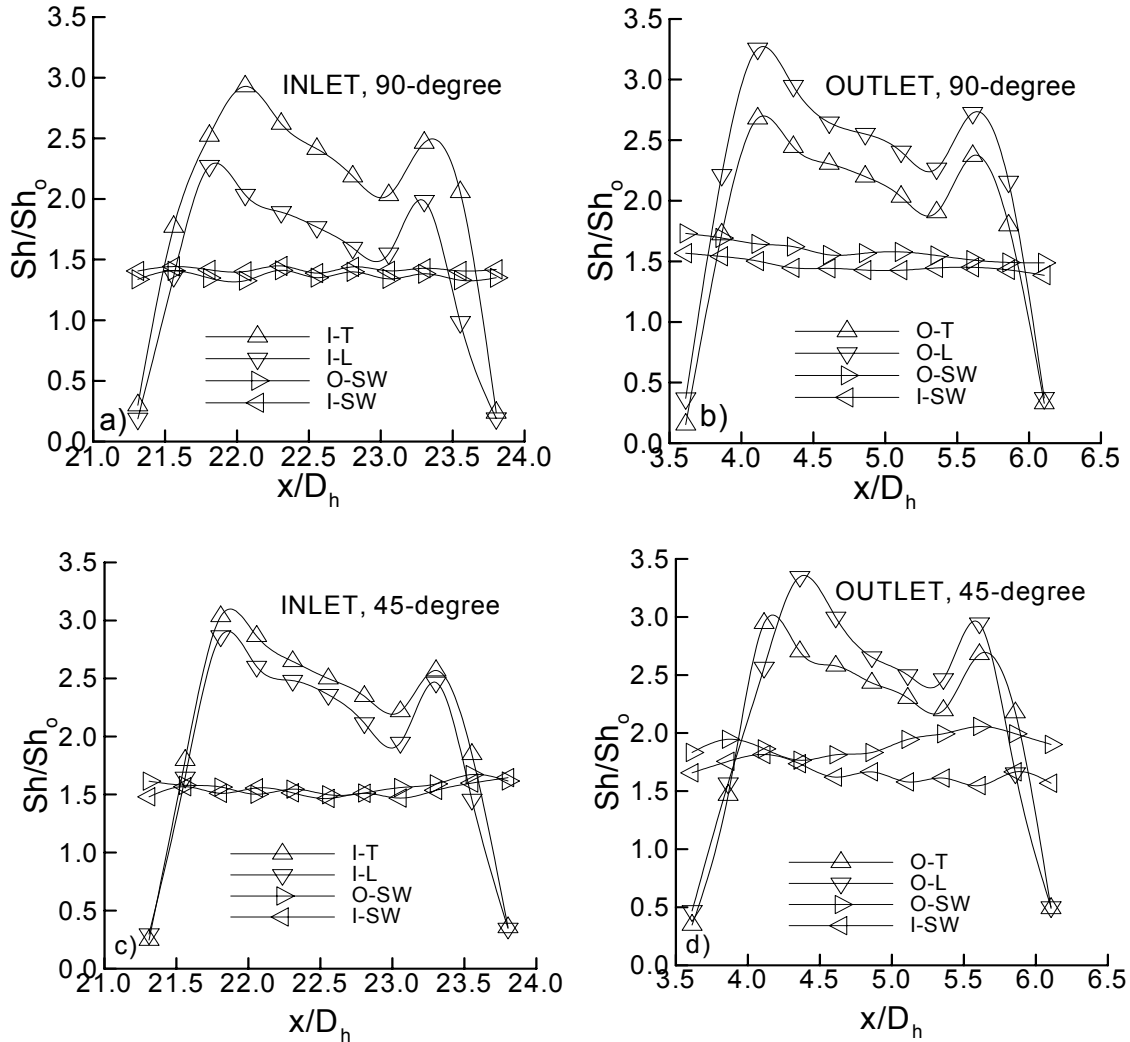 INLET, 90-degree
Sh/Sh_o
3.5
3.0
2.5
2.0
1.5
1.0
0.5
0.0
I-T
I-L
O-SW
I-SW
a)
21.0 21.5 22.0 22.5 23.0 23.5 24.0
x/D_h
OUTLET, 90-degree
Sh/Sh_o
3.5
3.0
2.5
2.0
1.5
1.0
0.5
0.0
O-T
O-L
O-SW
I-SW
b)
3.5 4.0 4.5 5.0 5.5 6.0 6.5
x/D_h
INLET, 45-degree
Sh/Sh_o
3.5
3.0
2.5
2.0
1.5
1.0
0.5
0.0
I-T
I-L
O-SW
I-SW
c)
21.0 21.5 22.0 22.5 23.0 23.5 24.0
x/D_h
OUTLET, 45-degree
Sh/Sh_o
3.5
3.0
2.5
2.0
1.5
1.0
0.5
0.0
O-T
O-L
O-SW
I-SW
d)
3.5 4.0 4.5 5.0 5.5 6.0 6.5
x/D_h